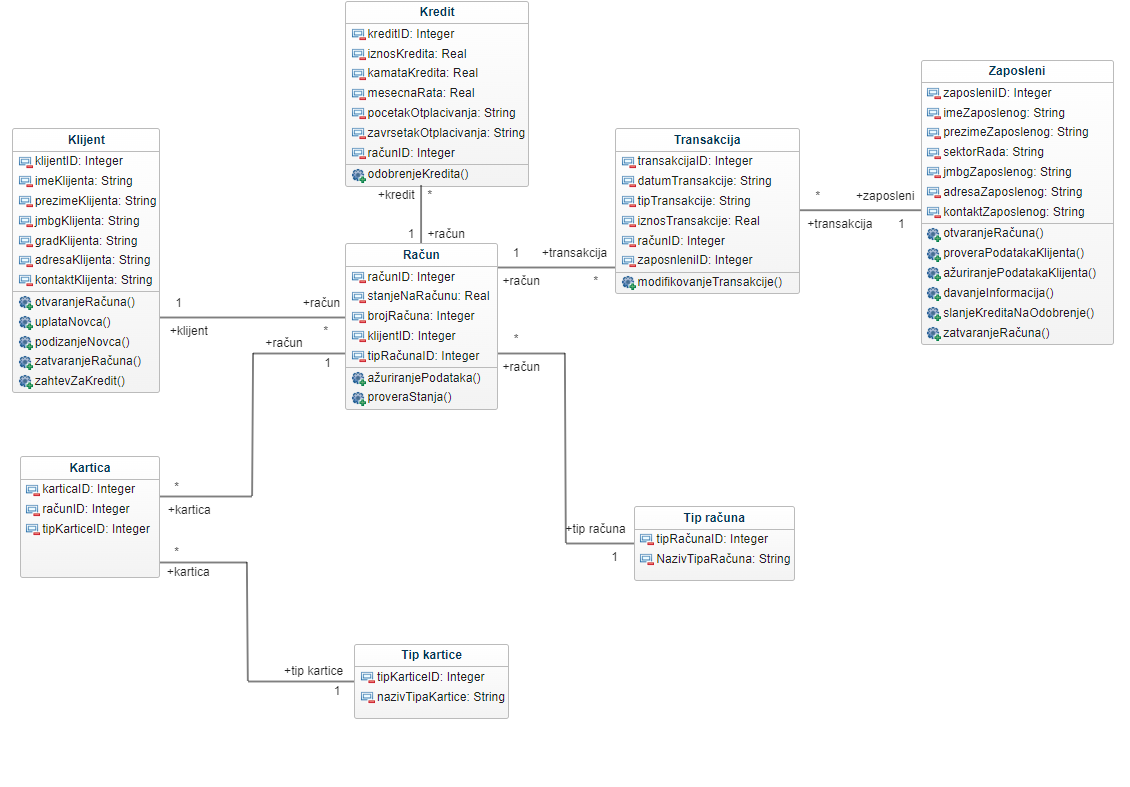 Kredit
kreditID: Integer
iznosKredita: Real
kamataKredita: Real
mesecnaRata: Real
pocetakOtplacivanja: String
zavrsetakOtplacivanja: String
računID: Integer
odobrenjeKredita()
Zaposleni
zaposleniID: Integer
imeZaposlenog: String
prezimeZaposlenog: String
sektorRada: String
jmbgZaposlenog: String
adresaZaposlenog: String
kontaktZaposlenog: String
otvaranjeRačuna()
proveraPodatakaKlijenta()
ažuriranjePodatakaKlijenta()
davanjeInformacija()
slanjeKreditaNaOdobrenje()
zatvaranjeRačuna()
Klijent
klijentID: Integer
imeKlijenta: String
prezimeKlijenta: String
jmbgKlijenta: String
gradKlijenta: String
adresaKlijenta: String
kontaktKlijenta: String
otvaranjeRačuna()
uplataNovca()
podizanjeNovca()
zatvaranjeRačuna()
zahtevZaKredit()
Transakcija
transakcijaID: Integer
datumTransakcije: String
tipTransakcije: String
iznosTransakcije: Real
računID: Integer
zaposnleniID: Integer
modifikovanjeTransakcije()
* +zaposleni
+transakcija 1
+kredit *
1 +račun
Račun
računID: Integer
stanjeNaRačunu: Real
brojRačuna: Integer
klijentID: Integer
tipRačunaID: Integer
ažuriranjePodataka()
proveraStanja()
1 +transakcija
+račun *
1 +račun
+klijent *
+račun
1
*
+račun
Kartica
karticaID: Integer
računID: Integer
tipKarticeID: Integer
*
+kartica
*
+kartica
Tip računa
tipRačunaID: Integer
NazivTipaRačuna: String
+tip računa
1
Tip kartice
tipKarticeID: Integer
nazivTipaKartice: String
+tip kartice
1